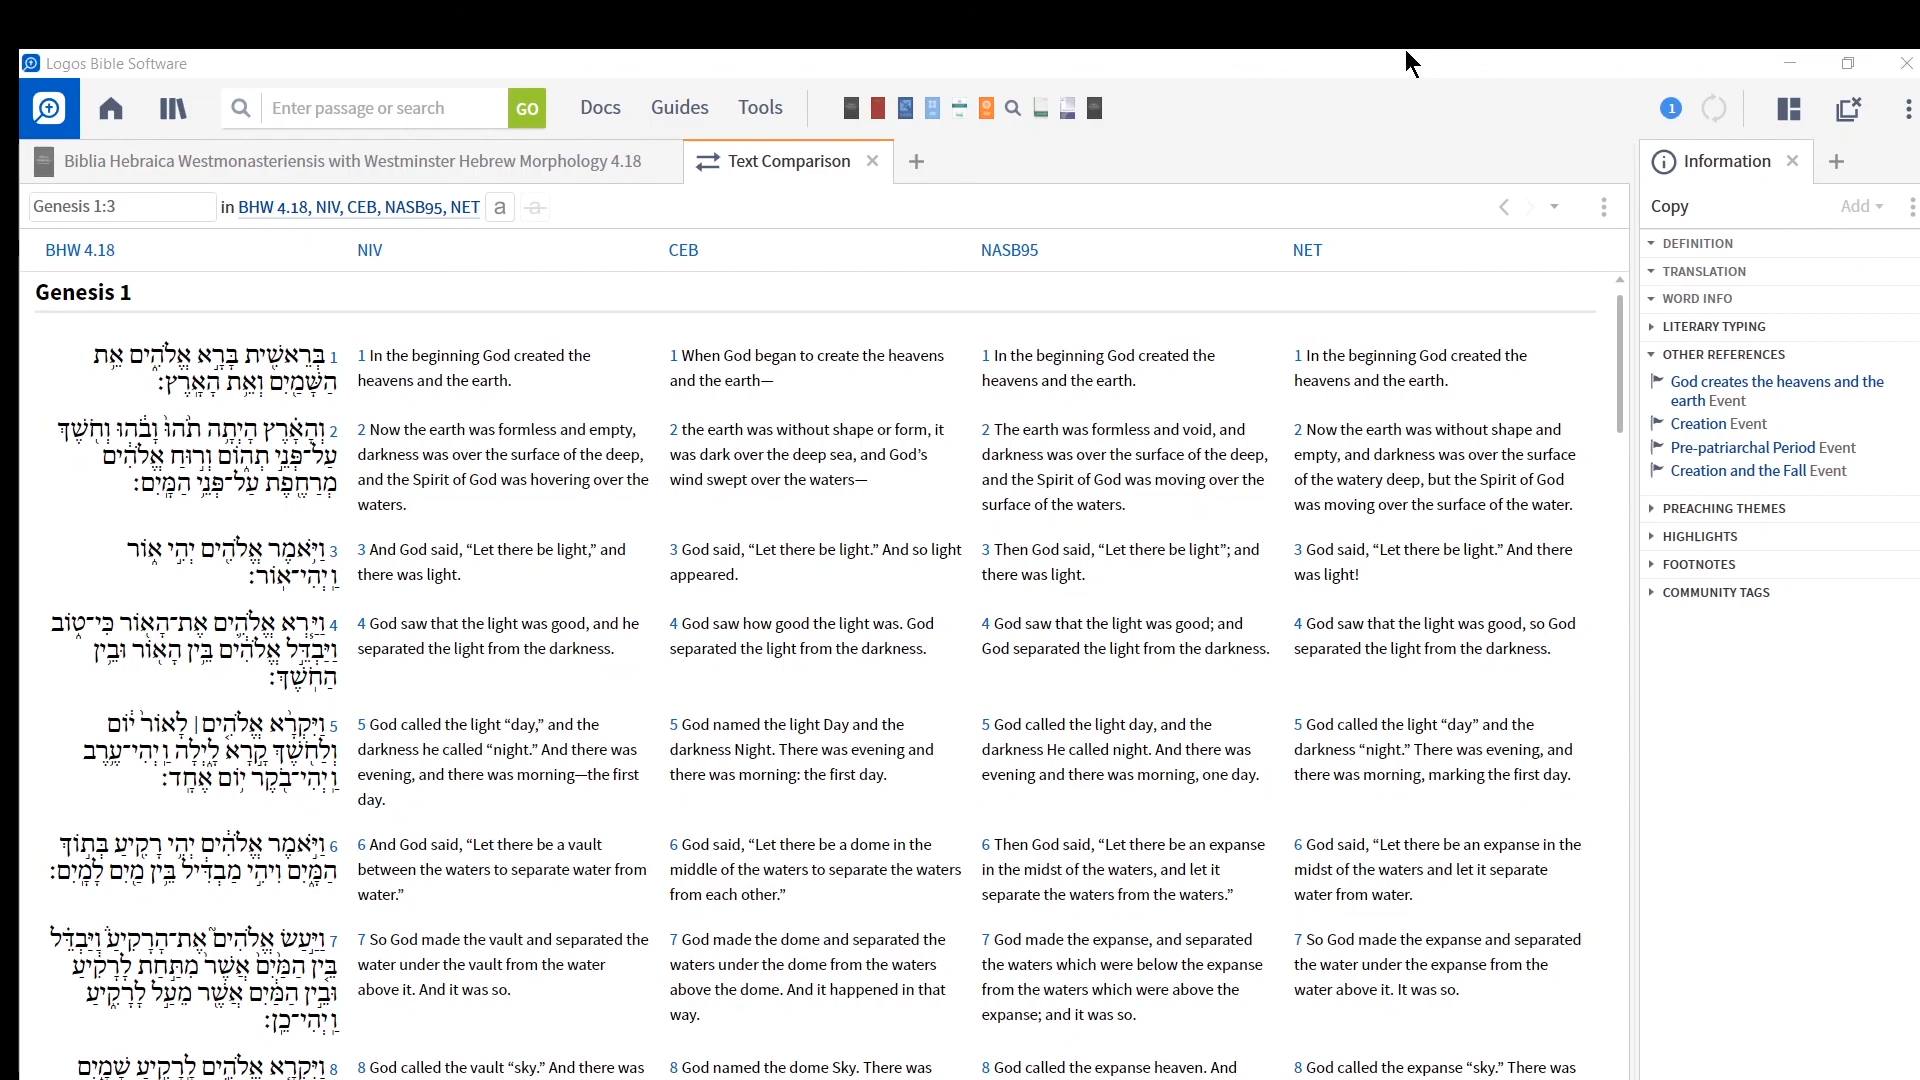 Logos Bible Software
Enter passage or search
GO
Docs
Guides
Tools
1
Biblia Hebraica Westmonasteriensis with Westminster Hebrew Morphology 4.18
Text Comparison
Information
Genesis 1:3
in BHW 4.18, NIV, CEB, NASB95, NET
a
a
Copy
Add
BHW 4.18
NIV
CEB
NASB95
NET
Genesis 1
1 בְּרֵאשִׁ֖ית בָּרָ֣א אֱלֹהִ֑ים אֵ֥ת
הַשָּׁמַ֖יִם וְאֵ֥ת הָאָֽרֶץ׃
1 In the beginning God created the
heavens and the earth.
1 When God began to create the heavens
and the earth—
1 In the beginning God created the
heavens and the earth.
1 In the beginning God created the
heavens and the earth.
2 וְהָאָ֗רֶץ הָיְתָ֥ה תֹ֙הוּ֙ וָבֹ֔הוּ וְחֹ֖שֶׁךְ
עַל־פְּנֵ֣י תְה֑וֹם וְר֣וּחַ אֱלֹהִ֔ים
מְרַחֶ֖פֶת עַל־פְּנֵ֥י הַמָּֽיִם׃
2 Now the earth was formless and empty,
darkness was over the surface of the deep,
and the Spirit of God was hovering over the
waters.
2 the earth was without shape or form, it
was dark over the deep sea, and God’s
wind swept over the waters—
2 The earth was formless and void, and
darkness was over the surface of the deep,
and the Spirit of God was moving over the
surface of the waters.
2 Now the earth was without shape and
empty, and darkness was over the surface
of the watery deep, but the Spirit of God
was moving over the surface of the water.
3 וַיֹּ֥אמֶר אֱלֹהִ֖ים יְהִ֣י א֑וֹר
וַֽיְהִי־אֽוֹר׃
3 And God said, “Let there be light,” and
there was light.
3 God said, “Let there be light.” And so light
appeared.
3 Then God said, “Let there be light”; and
there was light.
3 God said, “Let there be light.” And there
was light!
4 וַיַּ֧רְא אֱלֹהִ֛ים אֶת־הָא֖וֹר כִּי־ט֑וֹב
וַיַּבְדֵּ֣ל אֱלֹהִ֔ים בֵּ֥ין הָא֖וֹר וּבֵ֥ין
הַחֹֽשֶׁךְ׃
4 God saw that the light was good, and he
separated the light from the darkness.
4 God saw how good the light was. God
separated the light from the darkness.
4 God saw that the light was good; and
God separated the light from the darkness.
4 God saw that the light was good, so God
separated the light from the darkness.
5 וַיִּקְרָ֨א אֱלֹהִ֤ים׀ לָאוֹר֙ י֔וֹם
וְלַחֹ֖שֶׁךְ קָ֣רָא לָ֑יְלָה וַֽיְהִי־עֶ֥רֶב
וַֽיְהִי־בֹ֖קֶר י֥וֹם אֶחָֽד׃
5 God called the light “day,” and the
darkness he called “night.” And there was
evening, and there was morning—the first
day.
5 God named the light Day and the
darkness Night. There was evening and
there was morning: the first day.
5 God called the light day, and the
darkness He called night. And there was
evening and there was morning, one day.
5 God called the light “day” and the
darkness “night.” There was evening, and
there was morning, marking the first day.
6 וַיֹּ֣אמֶר אֱלֹהִ֔ים יְהִ֥י רָקִ֖יעַ בְּת֣וֹךְ
הַמָּ֑יִם וִיהִ֣י מַבְדִּ֔יל בֵּ֥ין מַ֖יִם לָמָֽיִם׃
6 And God said, “Let there be a vault
between the waters to separate water from
water.”
6 God said, “Let there be a dome in the
middle of the waters to separate the waters
from each other.”
6 Then God said, “Let there be an expanse
in the midst of the waters, and let it
separate the waters from the waters.”
6 God said, “Let there be an expanse in the
midst of the waters and let it separate
water from water.
7 וַיַּ֣עַשׂ אֱלֹהִים֮ אֶת־הָרָקִיעַ֒ וַיַּבְדֵּ֗ל
בֵּ֤ין הַמַּ֙יִם֙ אֲשֶׁר֙ מִתַּ֣חַת לָרָקִ֔יעַ
וּבֵ֣ין הַמַּ֔יִם אֲשֶׁ֖ר מֵעַ֣ל לָרָקִ֑יעַ
וַֽיְהִי־כֵֽן׃
7 So God made the vault and separated the
water under the vault from the water
above it. And it was so.
7 God made the dome and separated the
waters under the dome from the waters
above the dome. And it happened in that
way.
7 God made the expanse, and separated
the waters which were below the expanse
from the waters which were above the
expanse; and it was so.
7 So God made the expanse and separated
the water under the expanse from the
water above it. It was so.
8 וַיִּקְרָ֧א אֱלֹהִ֛ים לָֽרָקִ֖יעַ שָׁמָ֑יִם
8 God called the vault “sky.” And there was
8 God named the dome Sky. There was
8 God called the expanse heaven. And
8 God called the expanse “sky.” There was
DEFINITION
TRANSLATION
WORD INFO
LITERARY TYPING
OTHER REFERENCES
God creates the heavens and the
earth Event
Creation Event
Pre-patriarchal Period Event
Creation and the Fall Event
PREACHING THEMES
HIGHLIGHTS
FOOTNOTES
COMMUNITY TAGS